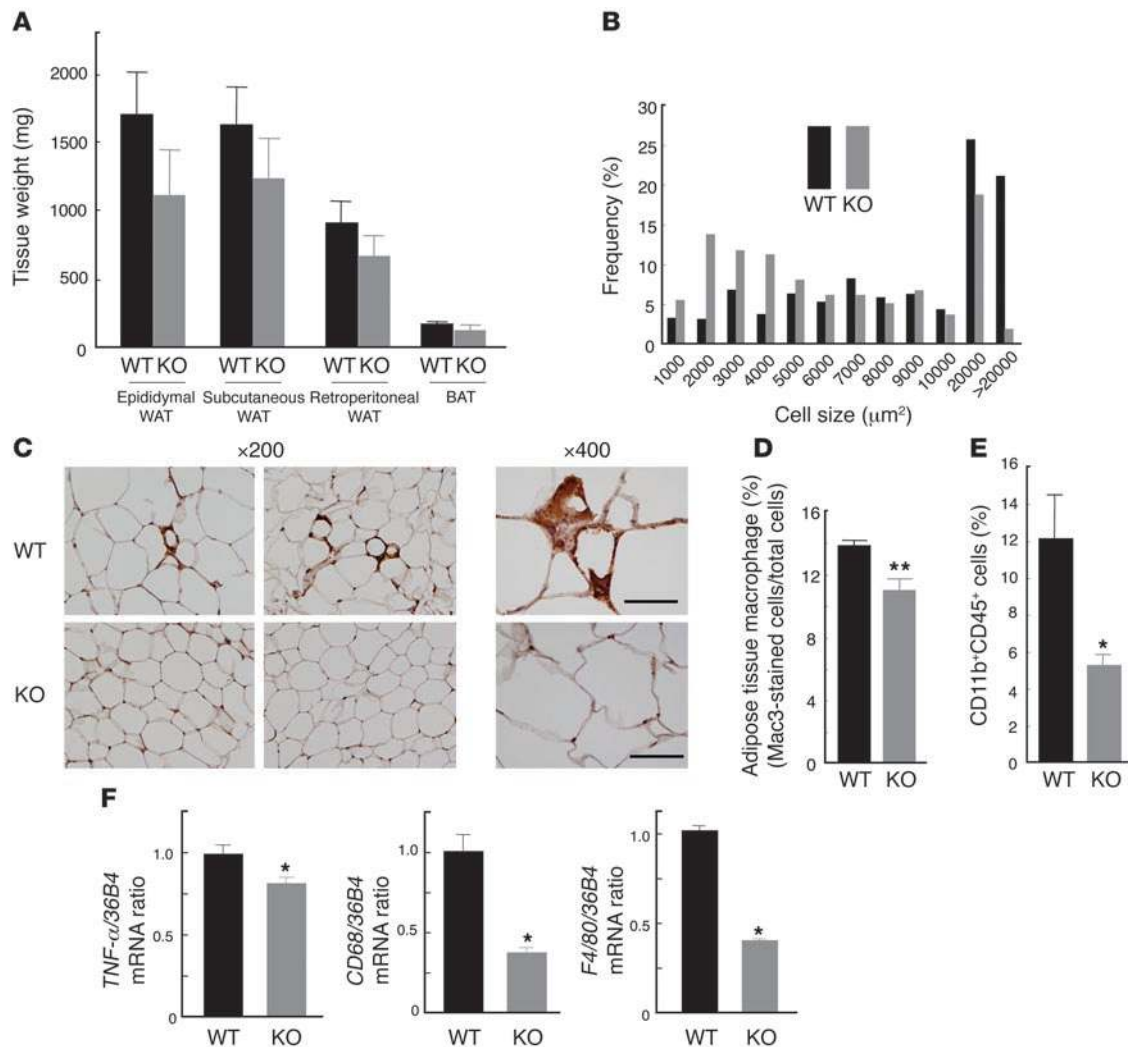 A
Tissue weight (mg)
2000
1500
1000
500
0
WT KO WT KO WT KO WT KO
Epididymal WAT
Subcutaneous WAT
Retroperitoneal WAT
BAT
B
Frequency (%)
30
25
20
15
10
5
0
WT KO
1000 2000 3000 4000 5000 6000 7000 8000 9000 10000 20000 >20000
Cell size (μm²)
C
×200 ×400
WT
KO
D
Adipose tissue macrophage (%)
(Mac3-stained cells/total cells)
16
12
8
4
0
**
WT KO
E
CD11b⁺CD45⁺ cells (%)
16
14
12
10
8
6
4
2
0
*
WT KO
F
TNF-α/36B4
mRNA ratio
1.0
0.5
0
*
WT KO
CD68/36B4
mRNA ratio
1.0
0.5
0
*
WT KO
F4/80/36B4
mRNA ratio
1.0
0.5
0
*
WT KO